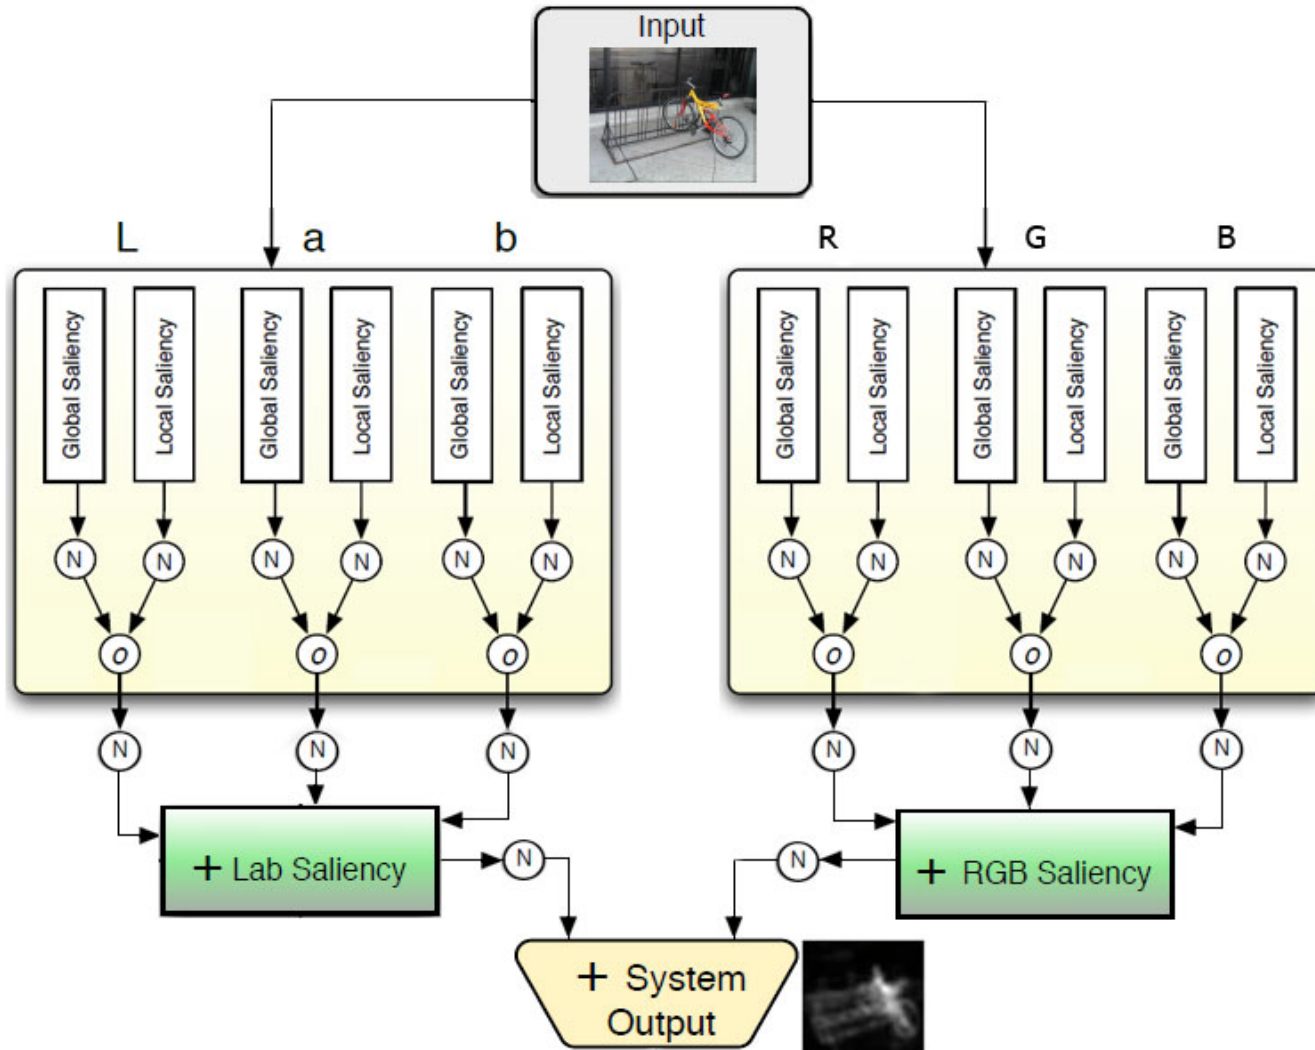 Input
L a b R G B
Global Saliency Local Saliency Global Saliency Local Saliency Global Saliency Local Saliency Global Saliency Local Saliency Global Saliency Local Saliency Global Saliency Local Saliency
N N N N N N N N N N N N
o o o o o o
N N N N N N
+ Lab Saliency N N + RGB Saliency
+ System
Output